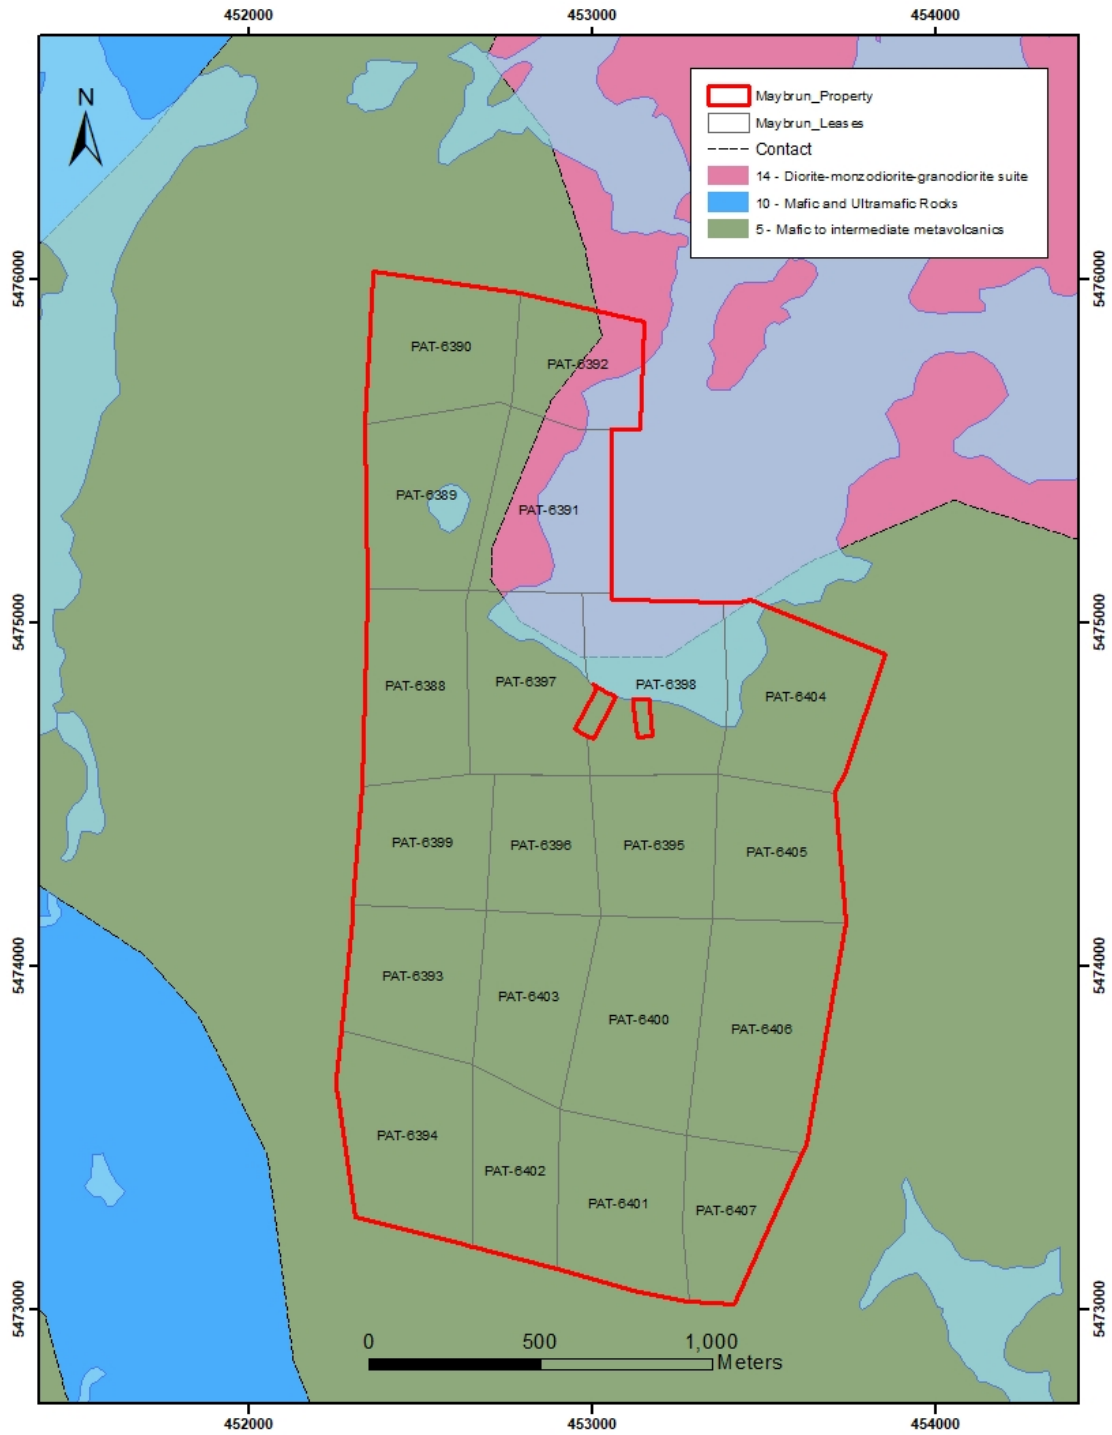 452000
453000
454000
N
Maybrun_Property
Maybrun_Leases
Contact
14 - Diorite-monzodiorite-granodiorite suite
10 - Mafic and Ultramafic Rocks
5 - Mafic to intermediate metavolcanics
5476000
5476000
PAT-6390
PAT-6392
PAT-6389
PAT-6391
5475000
5475000
PAT-6388
PAT-6397
PAT-6398
PAT-6404
PAT-6399
PAT-6396
PAT-6395
PAT-6405
5474000
5474000
PAT-6393
PAT-6403
PAT-6400
PAT-6406
PAT-6394
PAT-6402
PAT-6401
PAT-6407
5473000
5473000
0
500
1,000
Meters
452000
453000
454000